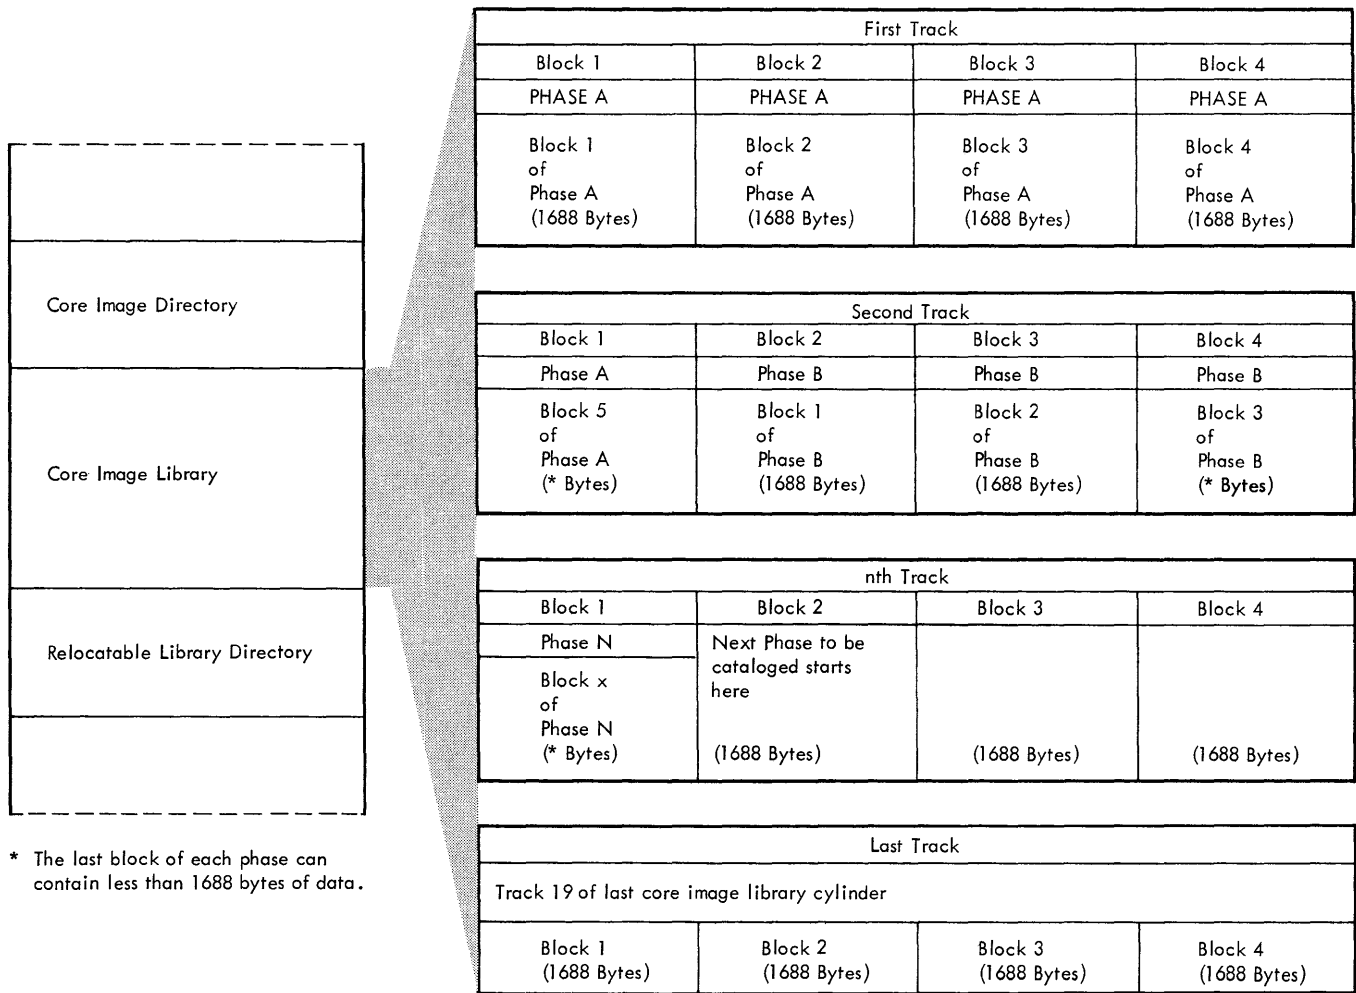 Core Image Directory
Core Image Library
Relocatable Library Directory
* The last block of each phase can
contain less than 1688 bytes of data.
First Track
Block 1 Block 2 Block 3 Block 4
PHASE A PHASE A PHASE A PHASE A
Block 1 Block 2 Block 3 Block 4
of of of of
Phase A Phase A Phase A Phase A
(1688 Bytes) (1688 Bytes) (1688 Bytes) (1688 Bytes)
Second Track
Block 1 Block 2 Block 3 Block 4
Phase A Phase B Phase B Phase B
Block 5 Block 1 Block 2 Block 3
of of of of
Phase A Phase B Phase B Phase B
(* Bytes) (1688 Bytes) (1688 Bytes) (* Bytes)
nth Track
Block 1 Block 2 Block 3 Block 4
Phase N Next Phase to be
cataloged starts
Block x here
of
Phase N
(* Bytes) (1688 Bytes) (1688 Bytes) (1688 Bytes)
Last Track
Track 19 of last core image library cylinder
Block 1 Block 2 Block 3 Block 4
(1688 Bytes) (1688 Bytes) (1688 Bytes) (1688 Bytes)